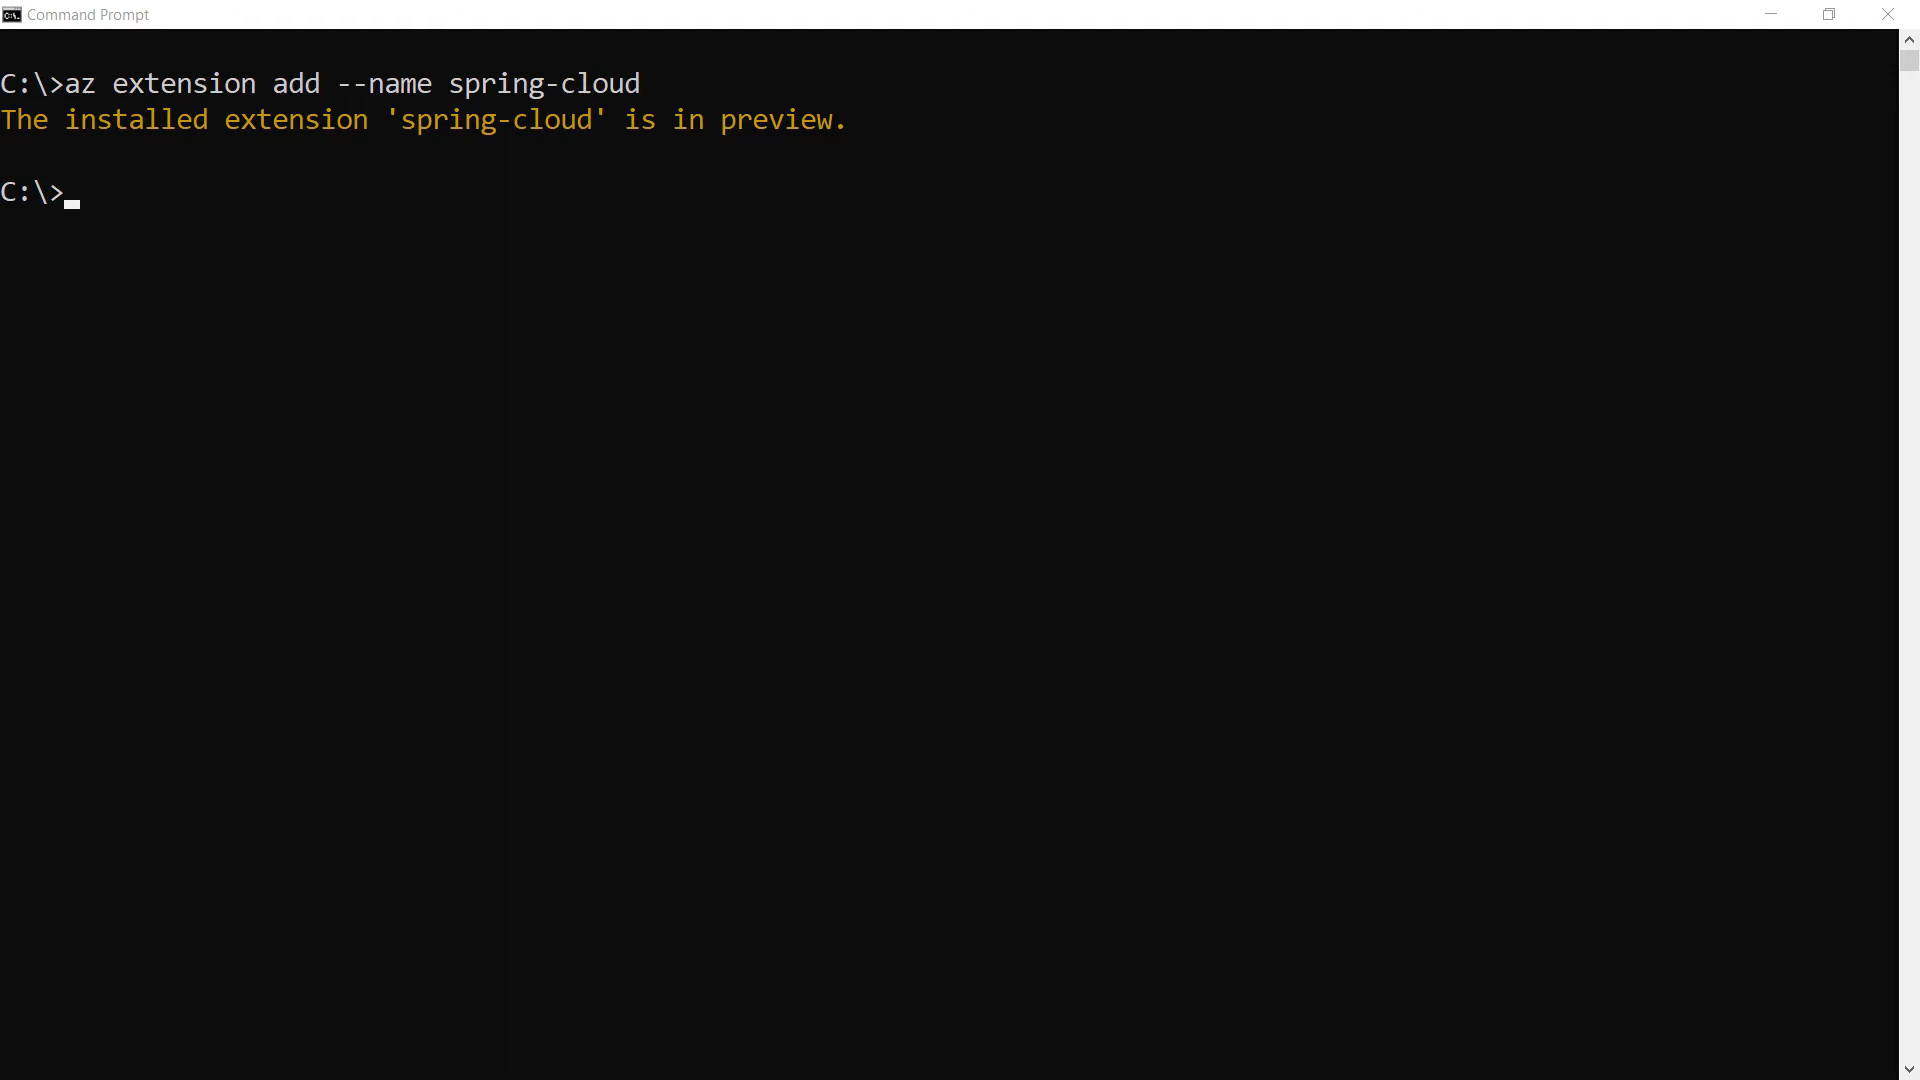 Command Prompt
C:\>az extension add --name spring-cloud
The installed extension 'spring-cloud' is in preview.
C:\>